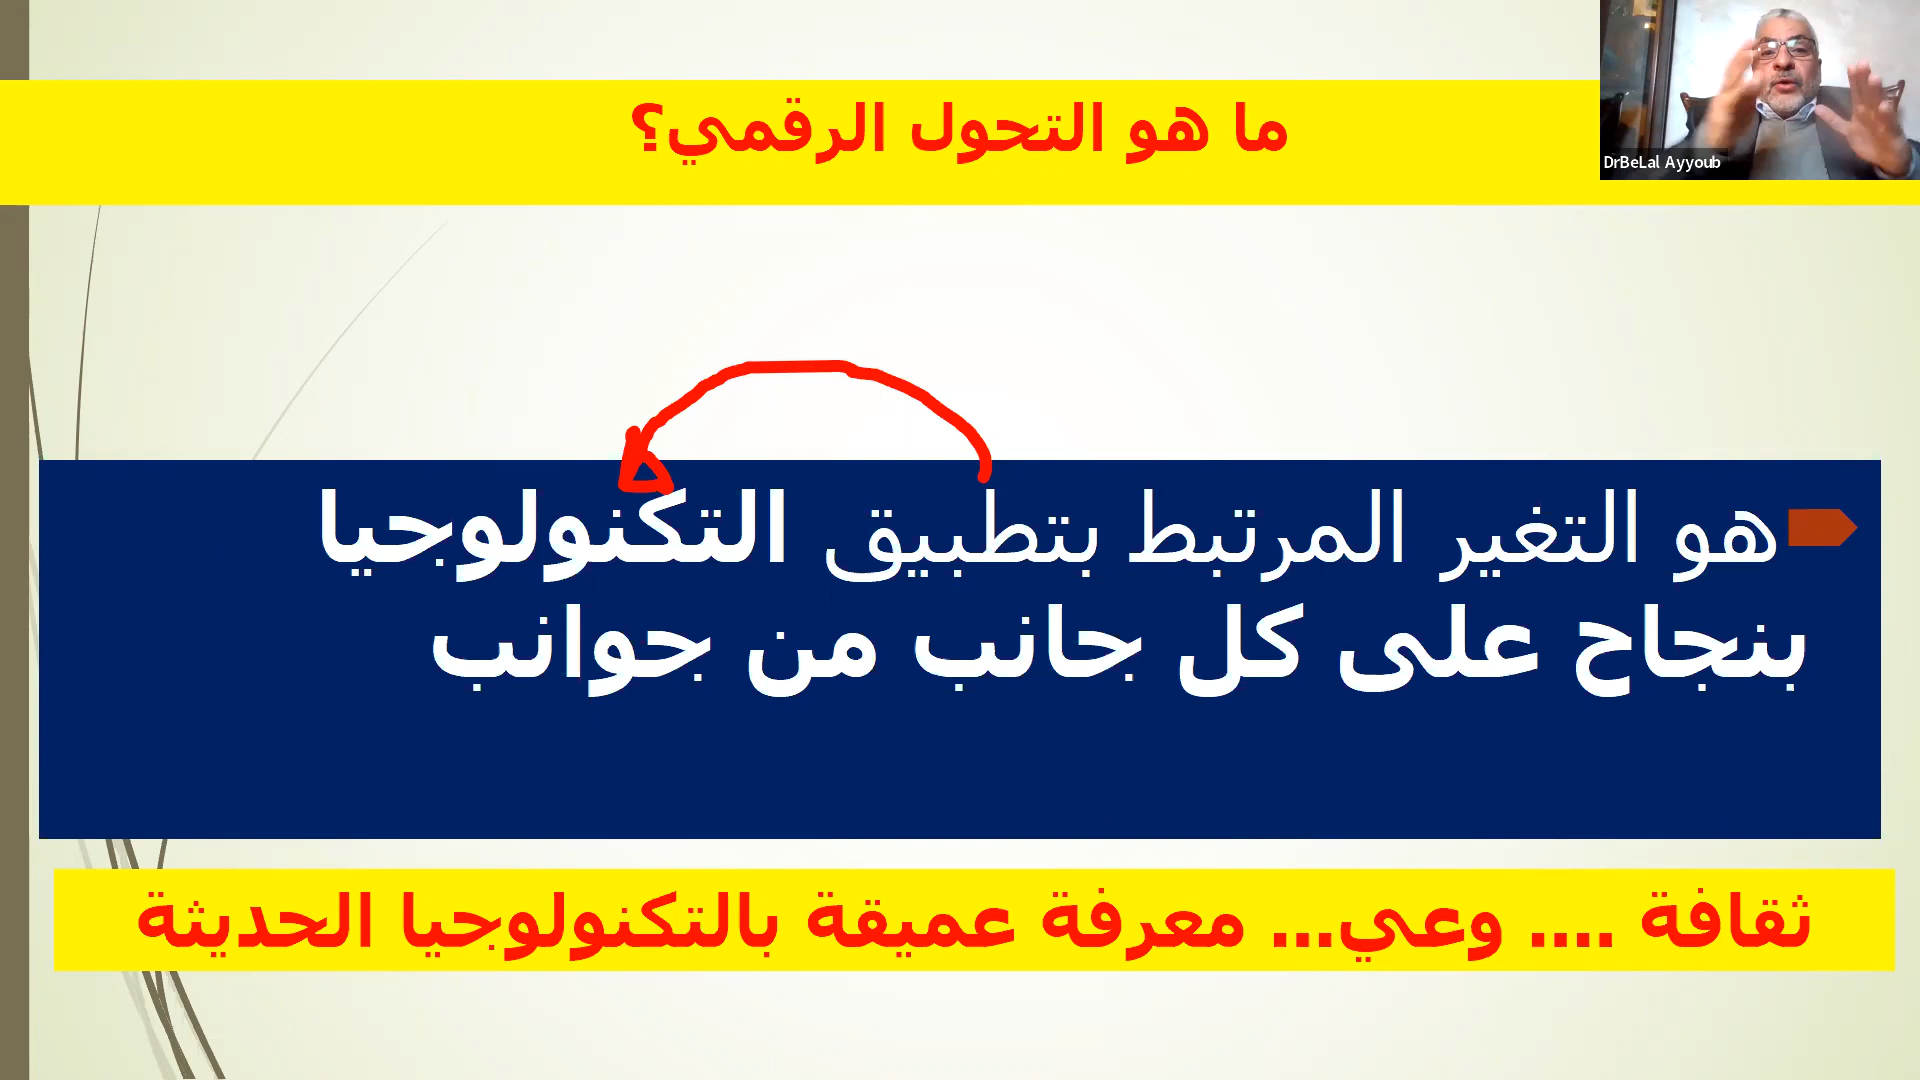 ما هو التحول الرقمي؟
DrBeLal Ayyoub
هو التغير المرتبط بتطبيق التكنولوجيا
بنجاح على كل جانب من جوانب
ثقافة .... وعي... معرفة عميقة بالتكنولوجيا الحديثة